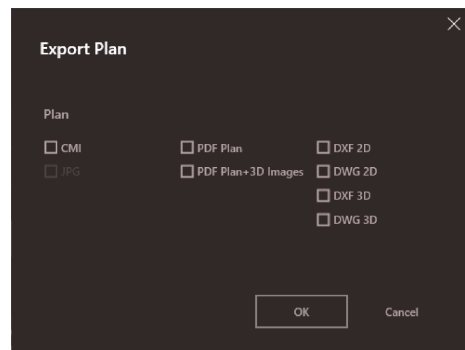 Export Plan
Plan
CMI
PDF Plan
DXF 2D
JPG
PDF Plan+3D Images
DWG 2D
DXF 3D
DWG 3D
OK
Cancel